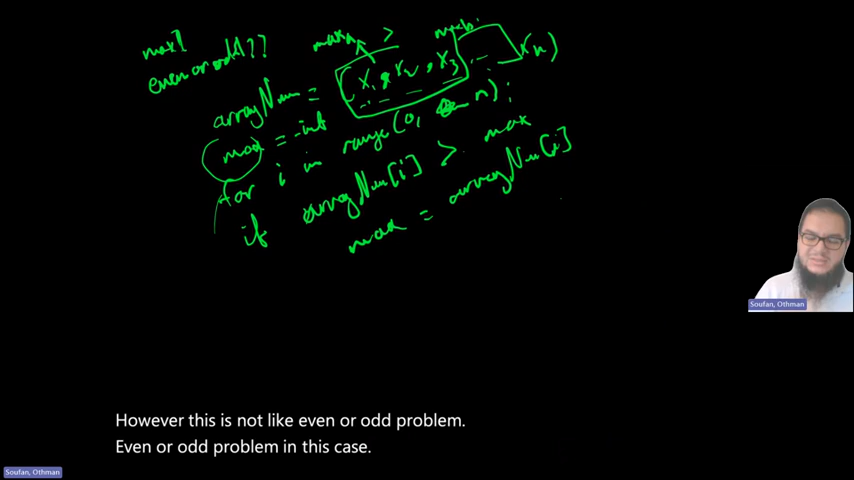 max?
even or odd??
max >
arrayNum = x1, x2, x3
max = -int
for i in range(0, n):
if arrayNum[i] > max
max = arrayNum[i]
Soufan, Othman
However this is not like even or odd problem.
Even or odd problem in this case.
Soufan, Othman